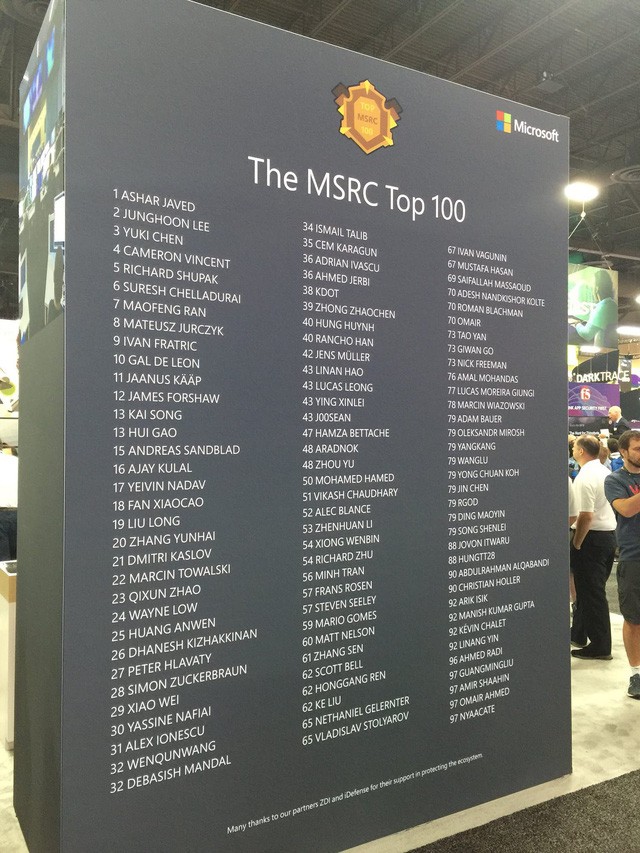 TOP
MSRC
100
Microsoft
The MSRC Top 100
1 ASHAR JAVED
2 JUNGHOON LEE
3 YUKI CHEN
4 CAMERON VINCENT
5 RICHARD SHUPAK
6 SURESH CHELLADURAI
7 MAOFENG RAN
8 MATEUSZ JURCZYK
9 IVAN FRATRIC
10 GAL DE LEON
11 JAANUS KÄÄP
12 JAMES FORSHAW
13 KAI SONG
13 HUI GAO
15 ANDREAS SANDBLAD
16 AJAY KULAL
17 YEIVIN NADAV
18 FAN XIAOCAO
19 LIU LONG
20 ZHANG YUNHAI
21 DMITRI KASLOV
22 MARCIN TOWALSKI
23 QIXUN ZHAO
24 WAYNE LOW
25 HUANG ANWEN
26 DHANESH KIZHAKKINAN
27 PETER HLAVATY
28 SIMON ZUCKERBRAUN
29 XIAO WEI
30 YASSINE NAFIAI
31 ALEX IONESCU
32 WENQUNWANG
32 DEBASISH MANDAL
34 ISMAIL TALIB
35 CEM KARAGUN
36 ADRIAN IVASCU
36 AHMED JERBI
38 KDOT
39 ZHONG ZHAOCHEN
40 HUNG HUYNH
40 RANCHO HAN
42 JENS MÜLLER
43 LINAN HAO
43 LUCAS LEONG
43 YING XINLEI
43 J00SEAN
47 HAMZA BETTACHE
48 ARADNOK
48 ZHOU YU
50 MOHAMED HAMED
51 VIKASH CHAUDHARY
52 ALEC BLANCE
53 ZHENHUAN LI
54 XIONG WENBIN
54 RICHARD ZHU
56 MINH TRAN
57 FRANS ROSEN
57 STEVEN SEELEY
59 MARIO GOMES
60 MATT NELSON
61 ZHANG SEN
62 SCOTT BELL
62 HONGGANG REN
62 KE LIU
65 NETHANIEL GELERNTER
65 VLADISLAV STOLYAROV
67 IVAN VAGUNIN
67 MUSTAFA HASAN
69 SAIFALLAH MASSAOUD
70 ADESH NANDKISHOR KOLTE
70 ROMAN BLACHMAN
70 OMAIR
73 TAO YAN
73 GIWAN GO
73 NICK FREEMAN
76 AMAL MOHANDAS
77 LUCAS MOREIRA GIUNGI
78 MARCIN WIAZOWSKI
79 ADAM BAUER
79 OLEKSANDR MIROSH
79 YANGKANG
79 WANGLU
79 YONG CHUAN KOH
79 JIN CHEN
79 RGOD
79 DING MAOYIN
79 SONG SHENLEI
88 JOVON ITWARU
88 HUNGTT28
90 ABDULRAHMAN ALQABANDI
90 CHRISTIAN HOLLER
92 ARIK ISIK
92 MANISH KUMAR GUPTA
92 KÉVIN CHALET
92 LINANG YIN
96 AHMED RADI
97 GUANGMINGLIU
97 AMIR SHAAHIN
97 OMAIR AHMED
97 NYAACATE
Many thanks to our partners ZDI and iDefense for their support in protecting the ecosystem.
DARKTRACE
APP SECURITY FIRST